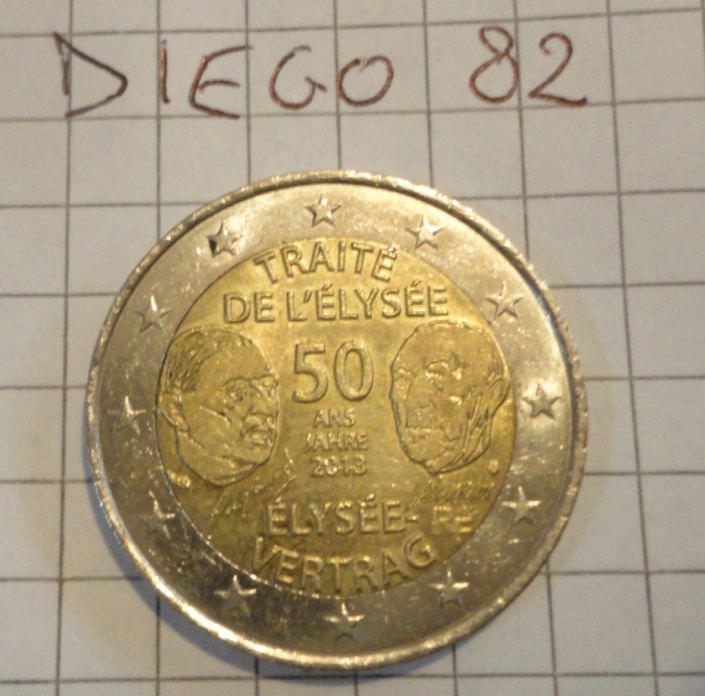 DIEGO 82
TRAITÉ
DE L'ÉLYSÉE
50
ANS
JAHRE
2013
ÉLYSÉE-
VERTRAG
RF